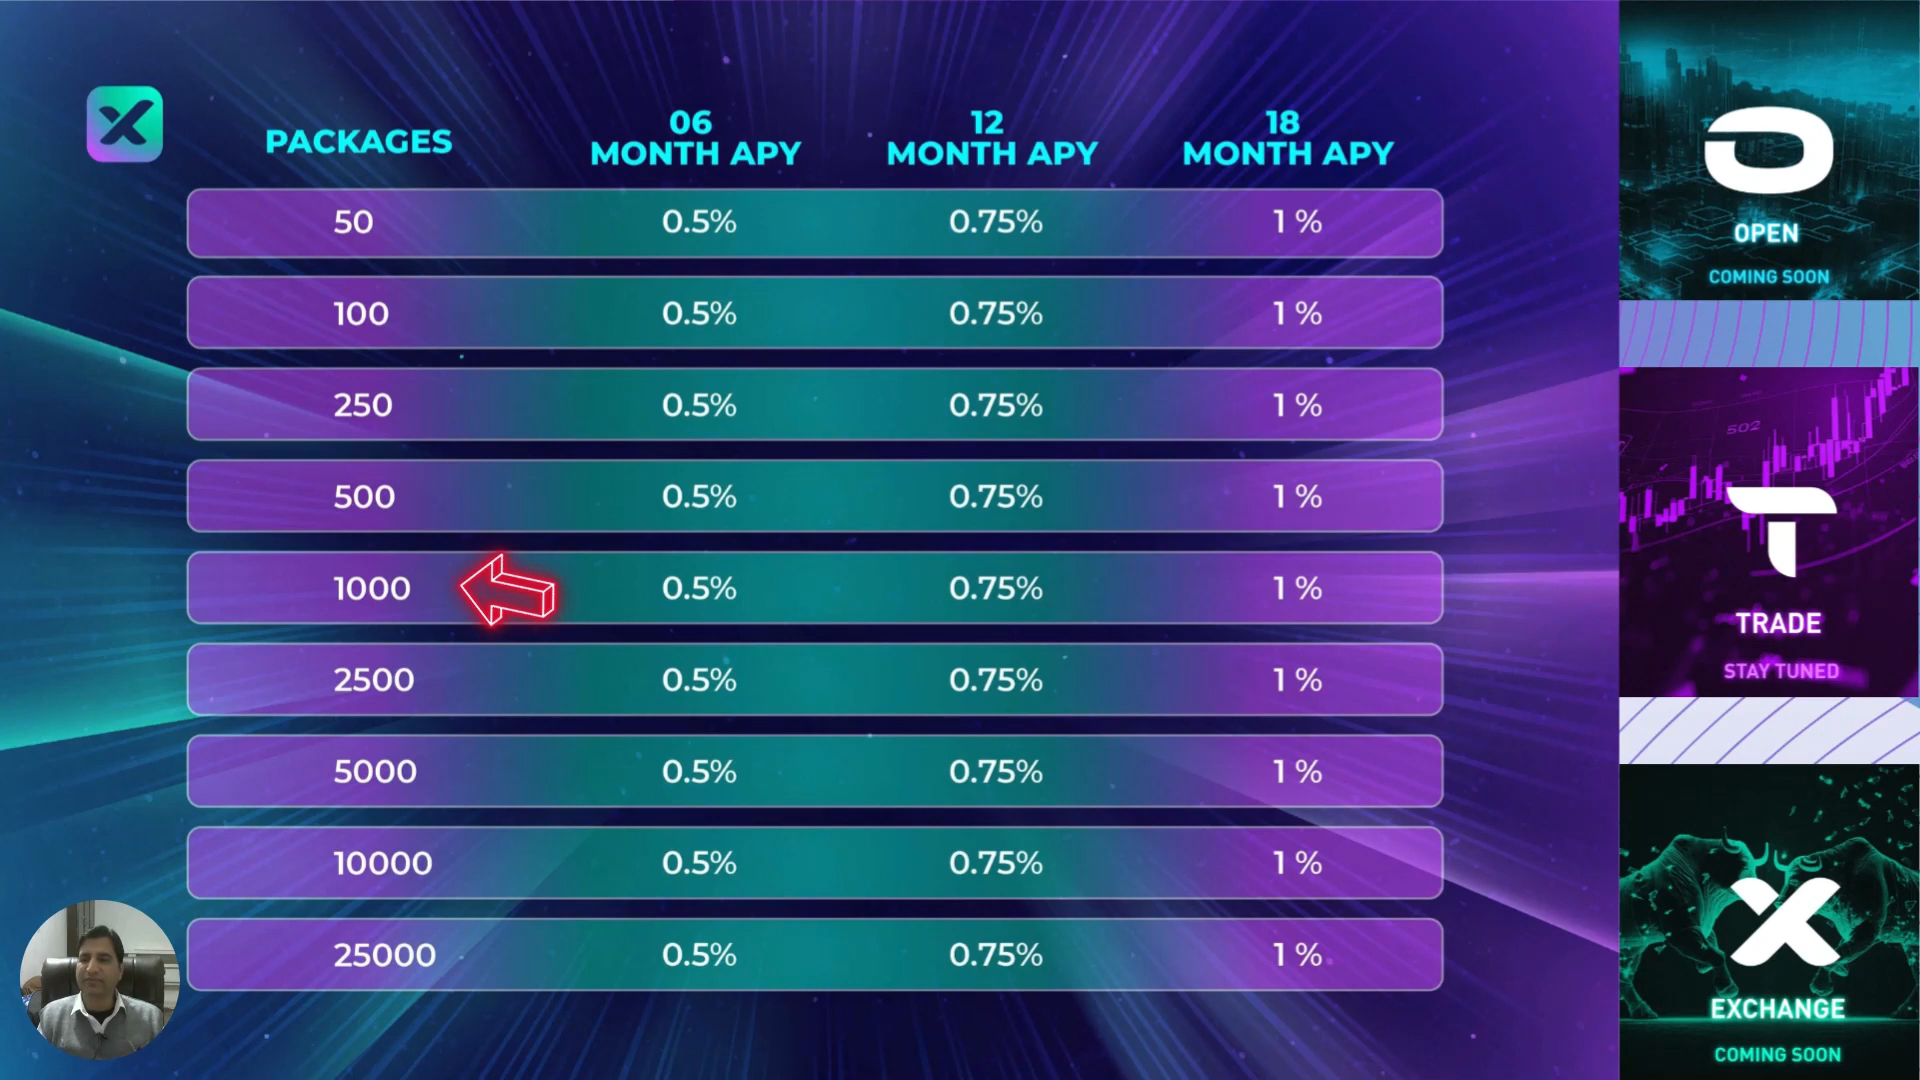 PACKAGES
06
MONTH APY
12
MONTH APY
18
MONTH APY
50 0.5% 0.75% 1 %
100 0.5% 0.75% 1 %
250 0.5% 0.75% 1 %
500 0.5% 0.75% 1 %
1000 0.5% 0.75% 1 %
2500 0.5% 0.75% 1 %
5000 0.5% 0.75% 1 %
10000 0.5% 0.75% 1 %
25000 0.5% 0.75% 1 %
OPEN
COMING SOON
502
TRADE
STAY TUNED
EXCHANGE
COMING SOON